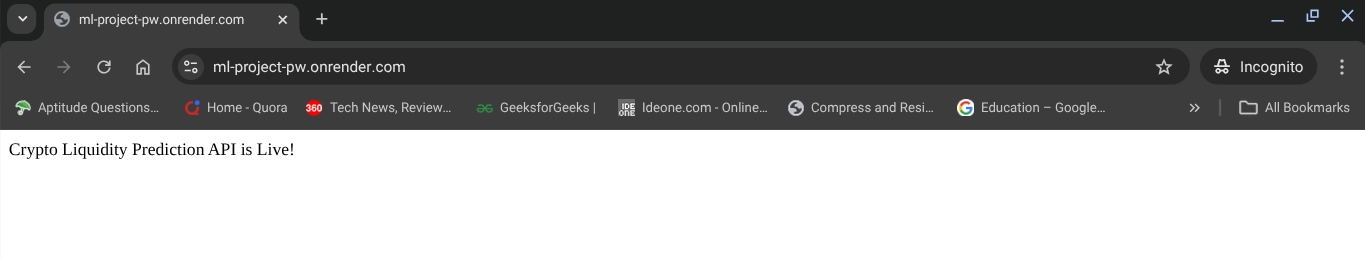 ml-project-pw.onrender.com
ml-project-pw.onrender.com
Incognito
Aptitude Questions...
Home - Quora
360
Tech News, Review...
GeeksforGeeks |
IDE
ONE
Ideone.com - Online...
Compress and Resi...
Education – Google...
All Bookmarks
Crypto Liquidity Prediction API is Live!